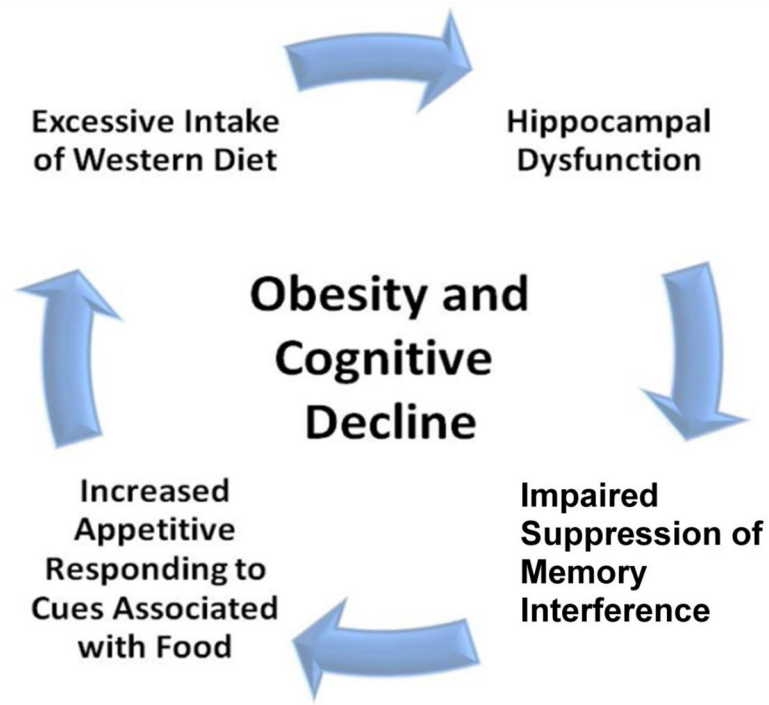 Excessive Intake
of Western Diet
Hippocampal
Dysfunction
Obesity and
Cognitive
Decline
Impaired
Suppression of
Memory
Interference
Increased
Appetitive
Responding to
Cues Associated
with Food